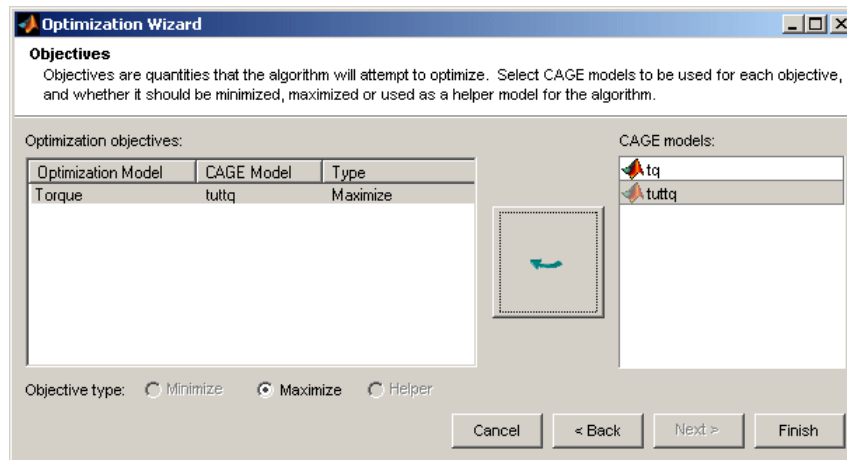 Optimization Wizard
Objectives
Objectives are quantities that the algorithm will attempt to optimize. Select CAGE models to be used for each objective,
and whether it should be minimized, maximized or used as a helper model for the algorithm.
Optimization objectives:
CAGE models:
Optimization Model CAGE Model Type
Torque tuttq Maximize
tq
tuttq
Objective type: Minimize Maximize Helper
Cancel < Back Next > Finish